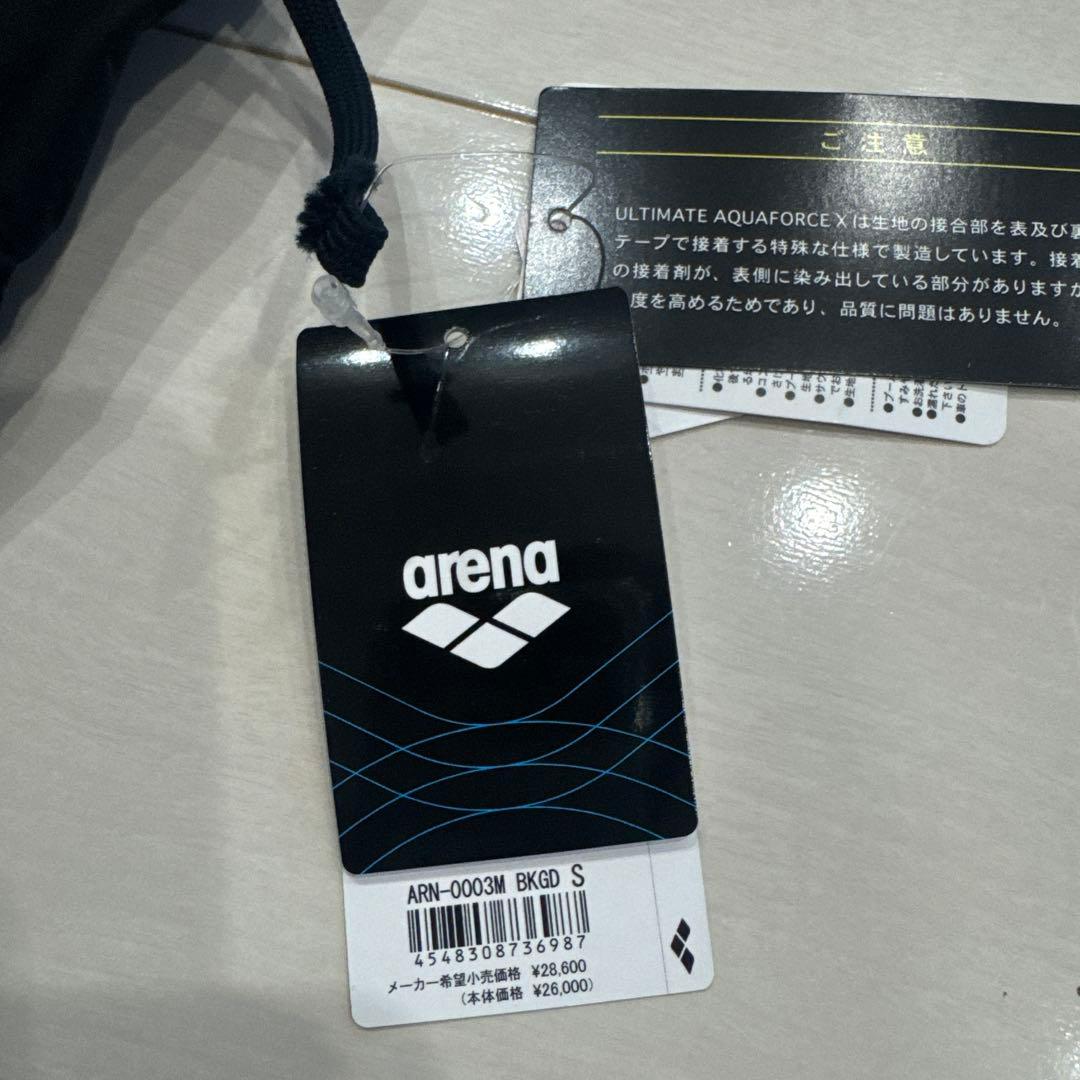 ご注意
ULTIMATE AQUAFORCE X は生地の接合部を表及び裏
テープで接着する特殊な仕様で製造しています。接着
の接着剤が、表側に染み出している部分がありますが
度を高めるためであり、品質に問題はありません。
arena
ARN-0003M BKGD S
4548308736987
メーカー希望小売価格 ¥28,600
(本体価格 ¥26,000)